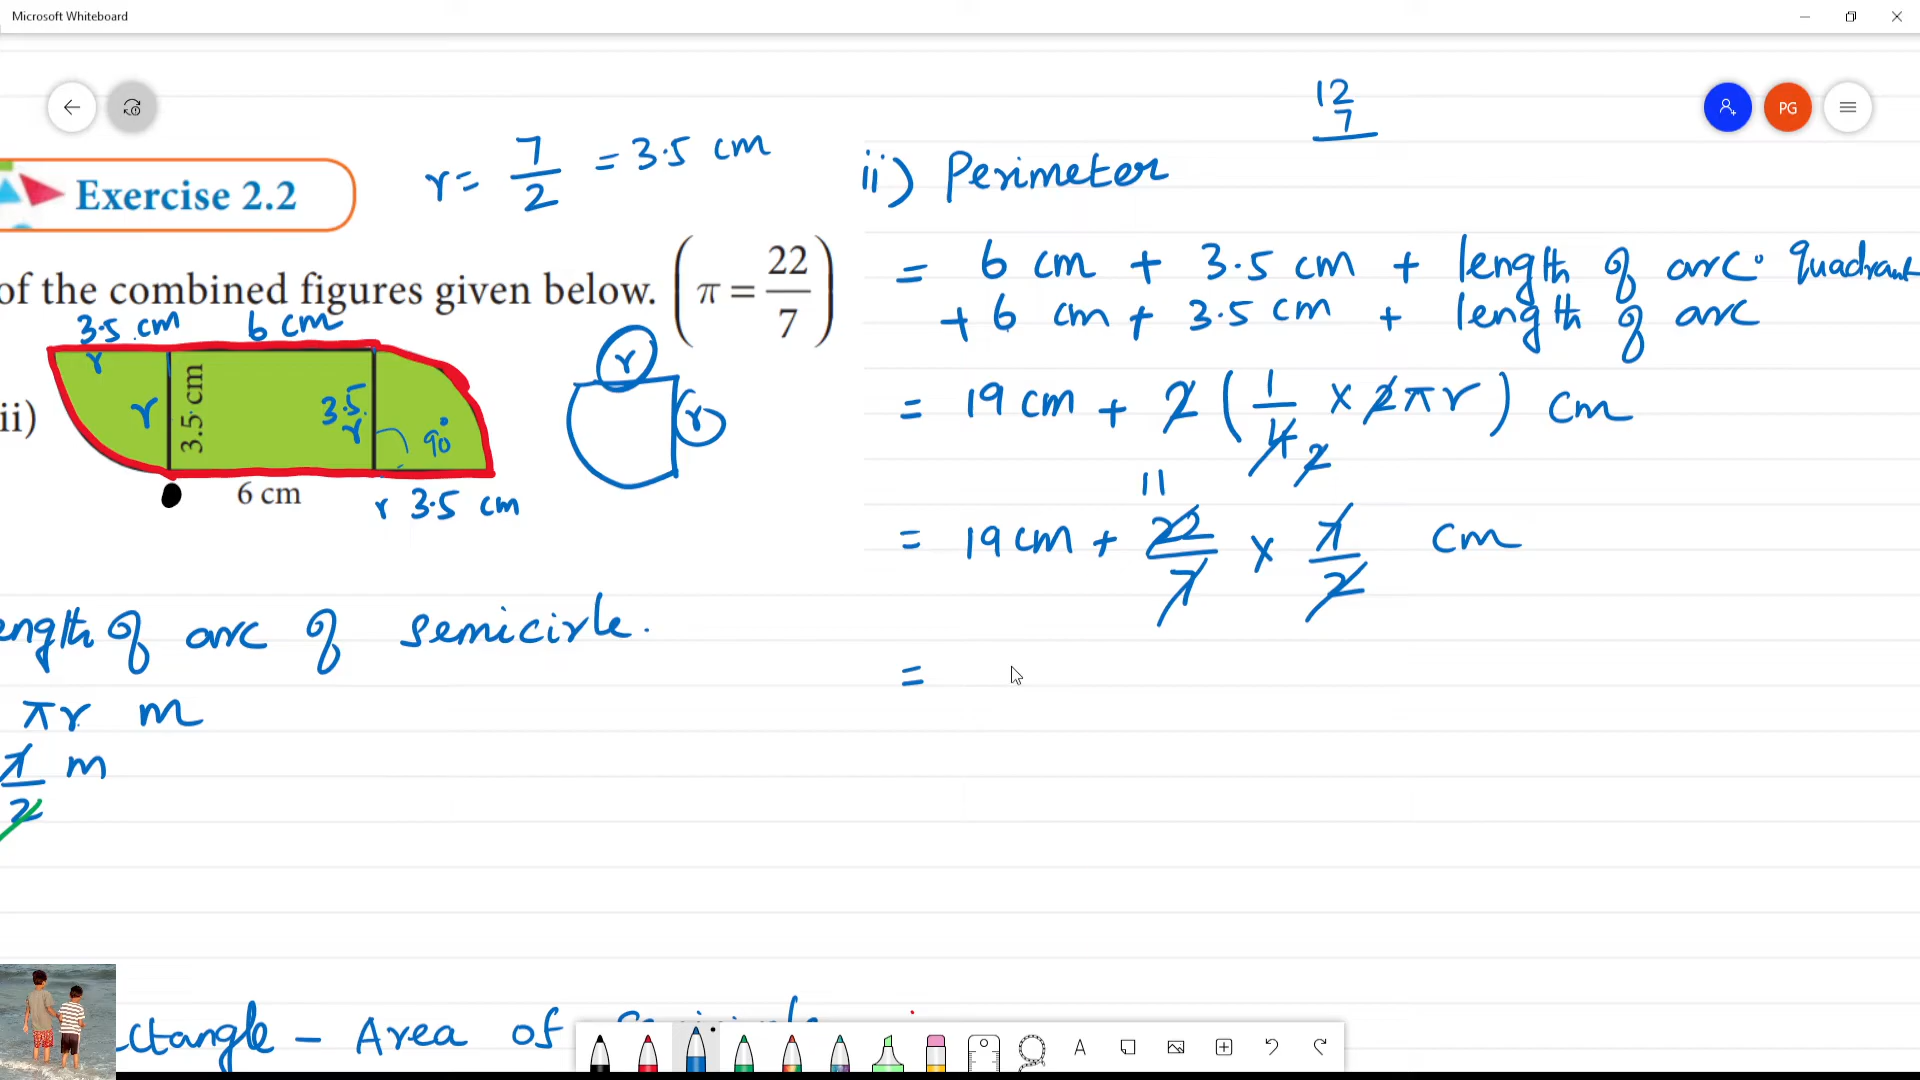 Microsoft Whiteboard
PG
Exercise 2.2
r = 7/2 = 3.5 cm
of the combined figures given below. (π = 22/7)
3.5 cm 6 cm
r
ii)
r 3.5 cm 3.5 r 90°
6 cm r 3.5 cm
r
r
length of arc of semicirle.
πr m
7/2 m
ctangle - Area of
12
7
ii) Perimeter
= 6 cm + 3.5 cm + length of arc quadrant
+ 6 cm + 3.5 cm + length of arc
= 19 cm + 2 (1/4 × 2πr) cm
2
11
= 19 cm + 22/7 × 7/2 cm
=
A